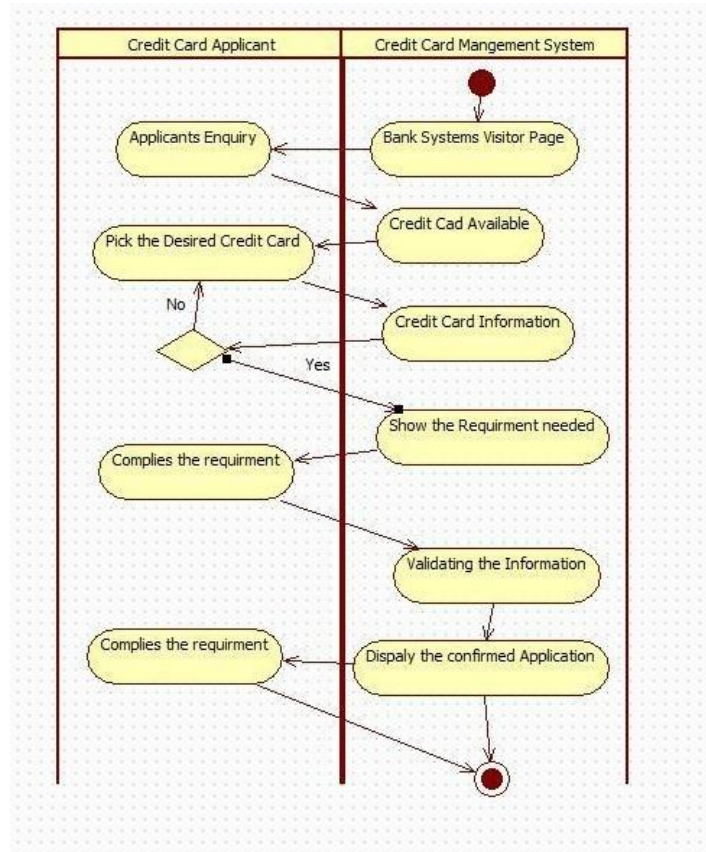 Credit Card Applicant
Credit Card Mangement System
Applicants Enquiry
Bank Systems Visitor Page
Credit Cad Available
Pick the Desired Credit Card
No
Credit Card Information
Yes
Show the Requirment needed
Complies the requirment
Validating the Information
Complies the requirment
Dispaly the confirmed Application